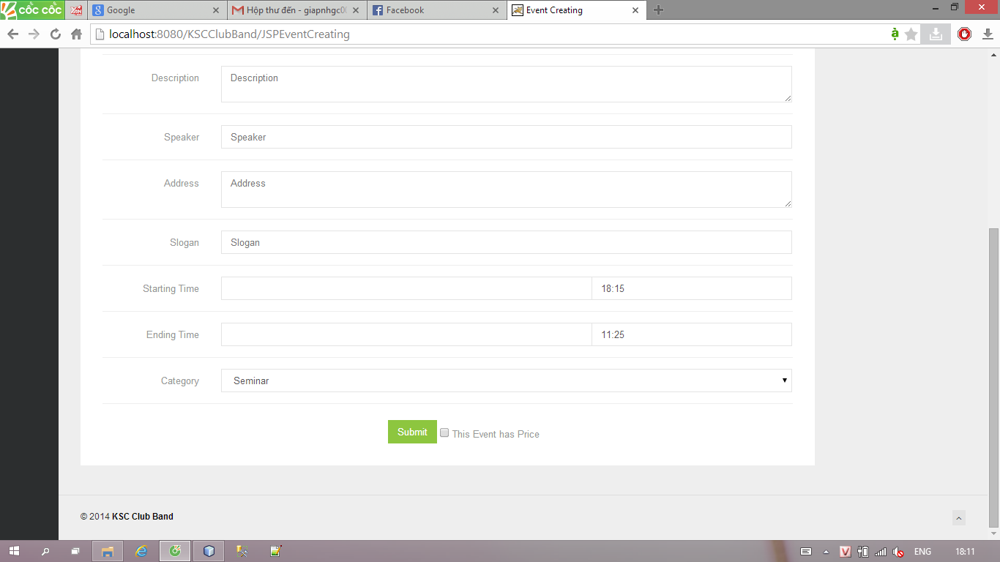 cốc cốc
Google
Hộp thư đến - giapnhgc0
Facebook
Event Creating
localhost:8080/KSCClubBand/JSPEventCreating
Description Description
Speaker Speaker
Address Address
Slogan Slogan
Starting Time 18:15
Ending Time 11:25
Category Seminar
Submit This Event has Price
© 2014 KSC Club Band
ENG 18:11